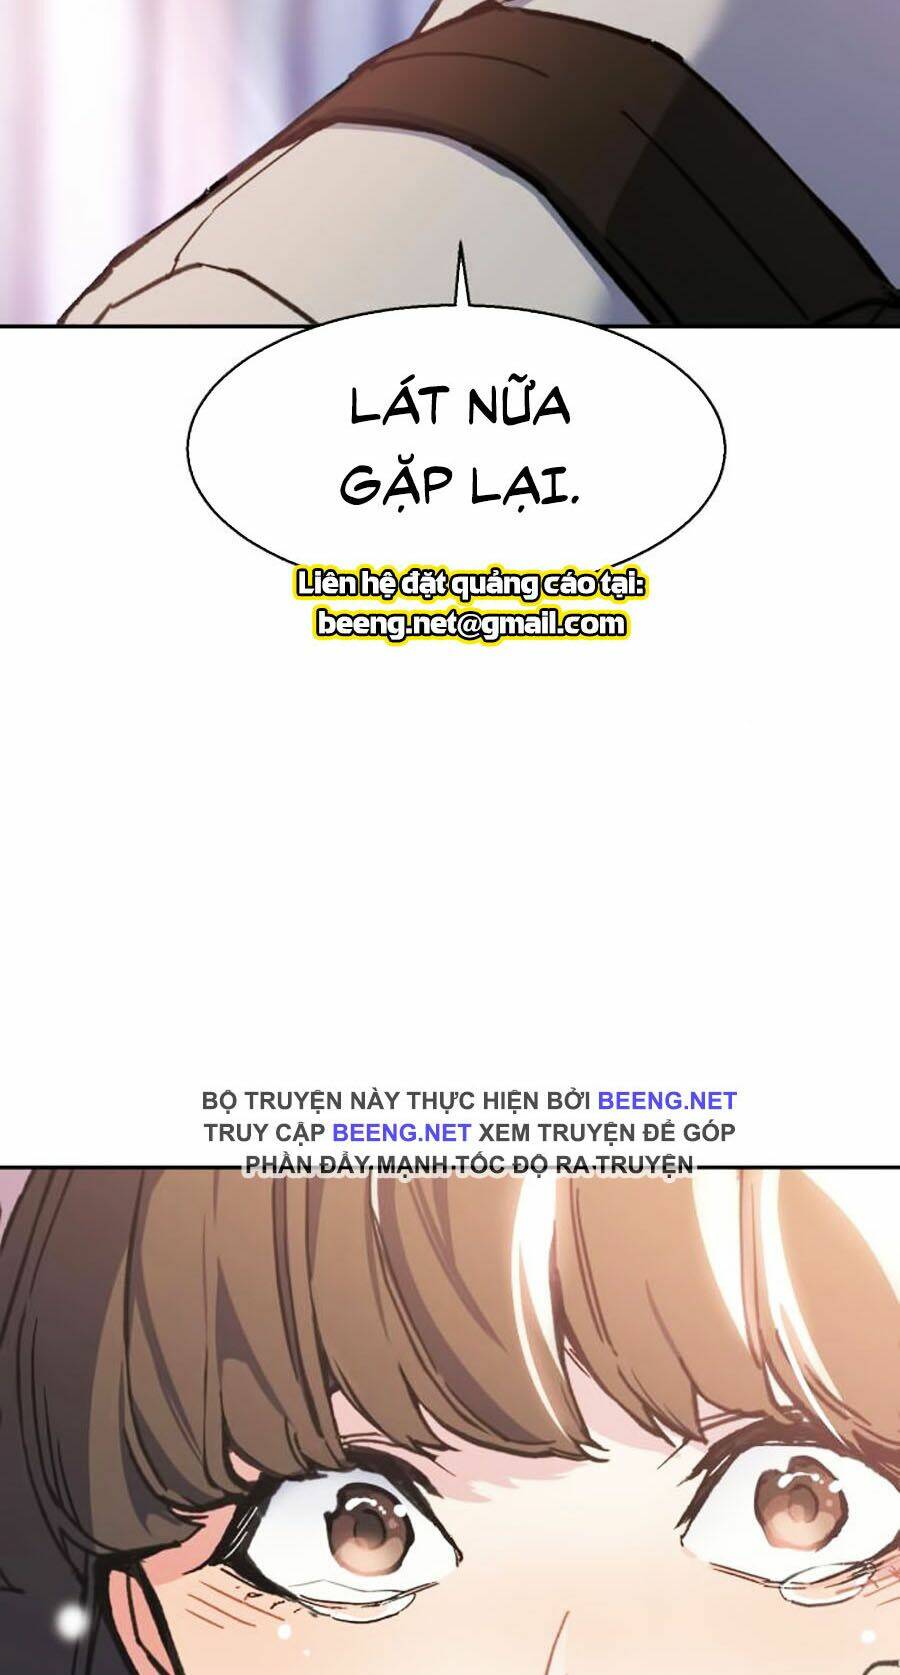 LÁT NỮA
GẶP LẠI.
Liên hệ đặt quảng cáo tại:
beeng.net@gmail.com
BỘ TRUYỆN NÀY THỰC HIỆN BỞI BEENG.NET
TRUY CẬP BEENG.NET XEM TRUYỆN ĐỂ GÓP
PHẦN ĐẨY MẠNH TỐC ĐỘ RA TRUYỆN